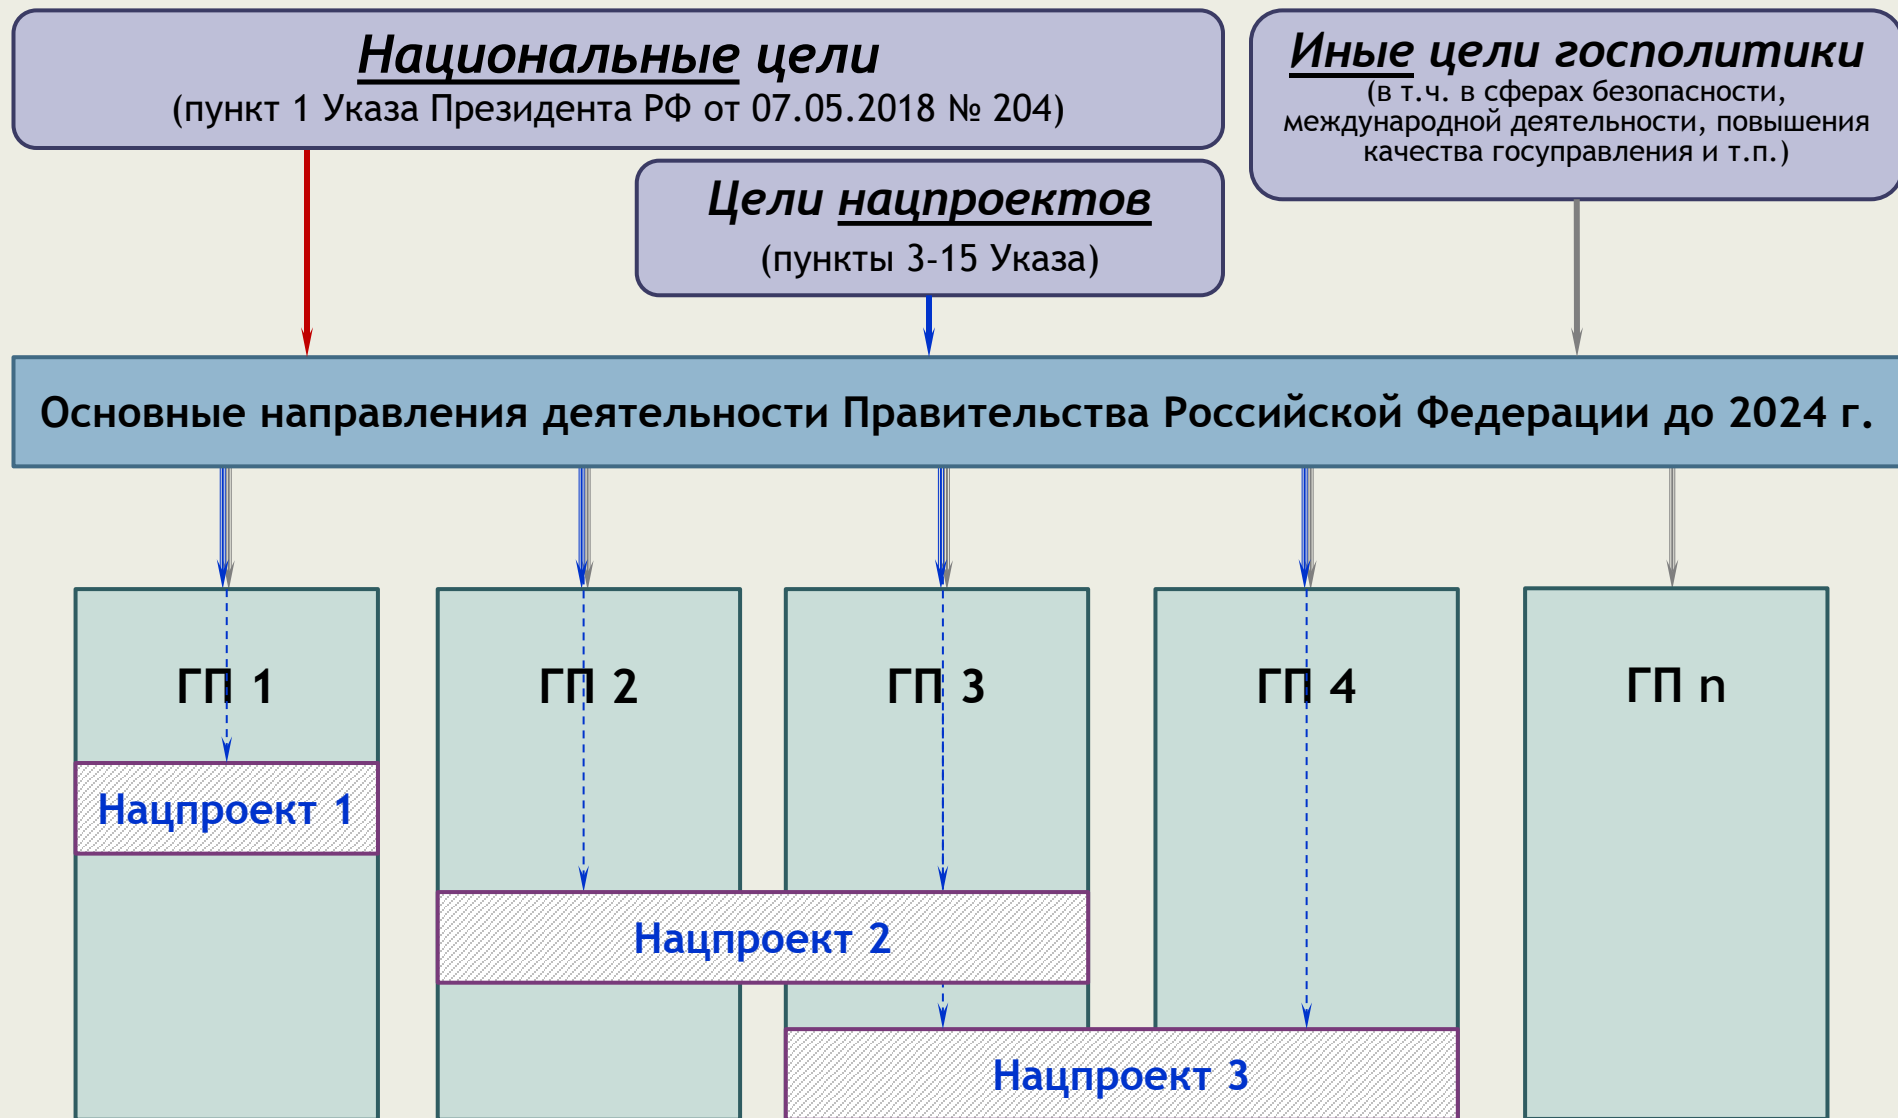 Национальные цели
(пункт 1 Указа Президента РФ от 07.05.2018 № 204)
Иные цели госполитики
(в т.ч. в сферах безопасности,
международной деятельности, повышения
качества госуправления и т.п.)
Цели нацпроектов
(пункты 3-15 Указа)
Основные направления деятельности Правительства Российской Федерации до 2024 г.
ГП 1
ГП 2
ГП 3
ГП 4
ГП n
Нацпроект 1
Нацпроект 2
Нацпроект 3